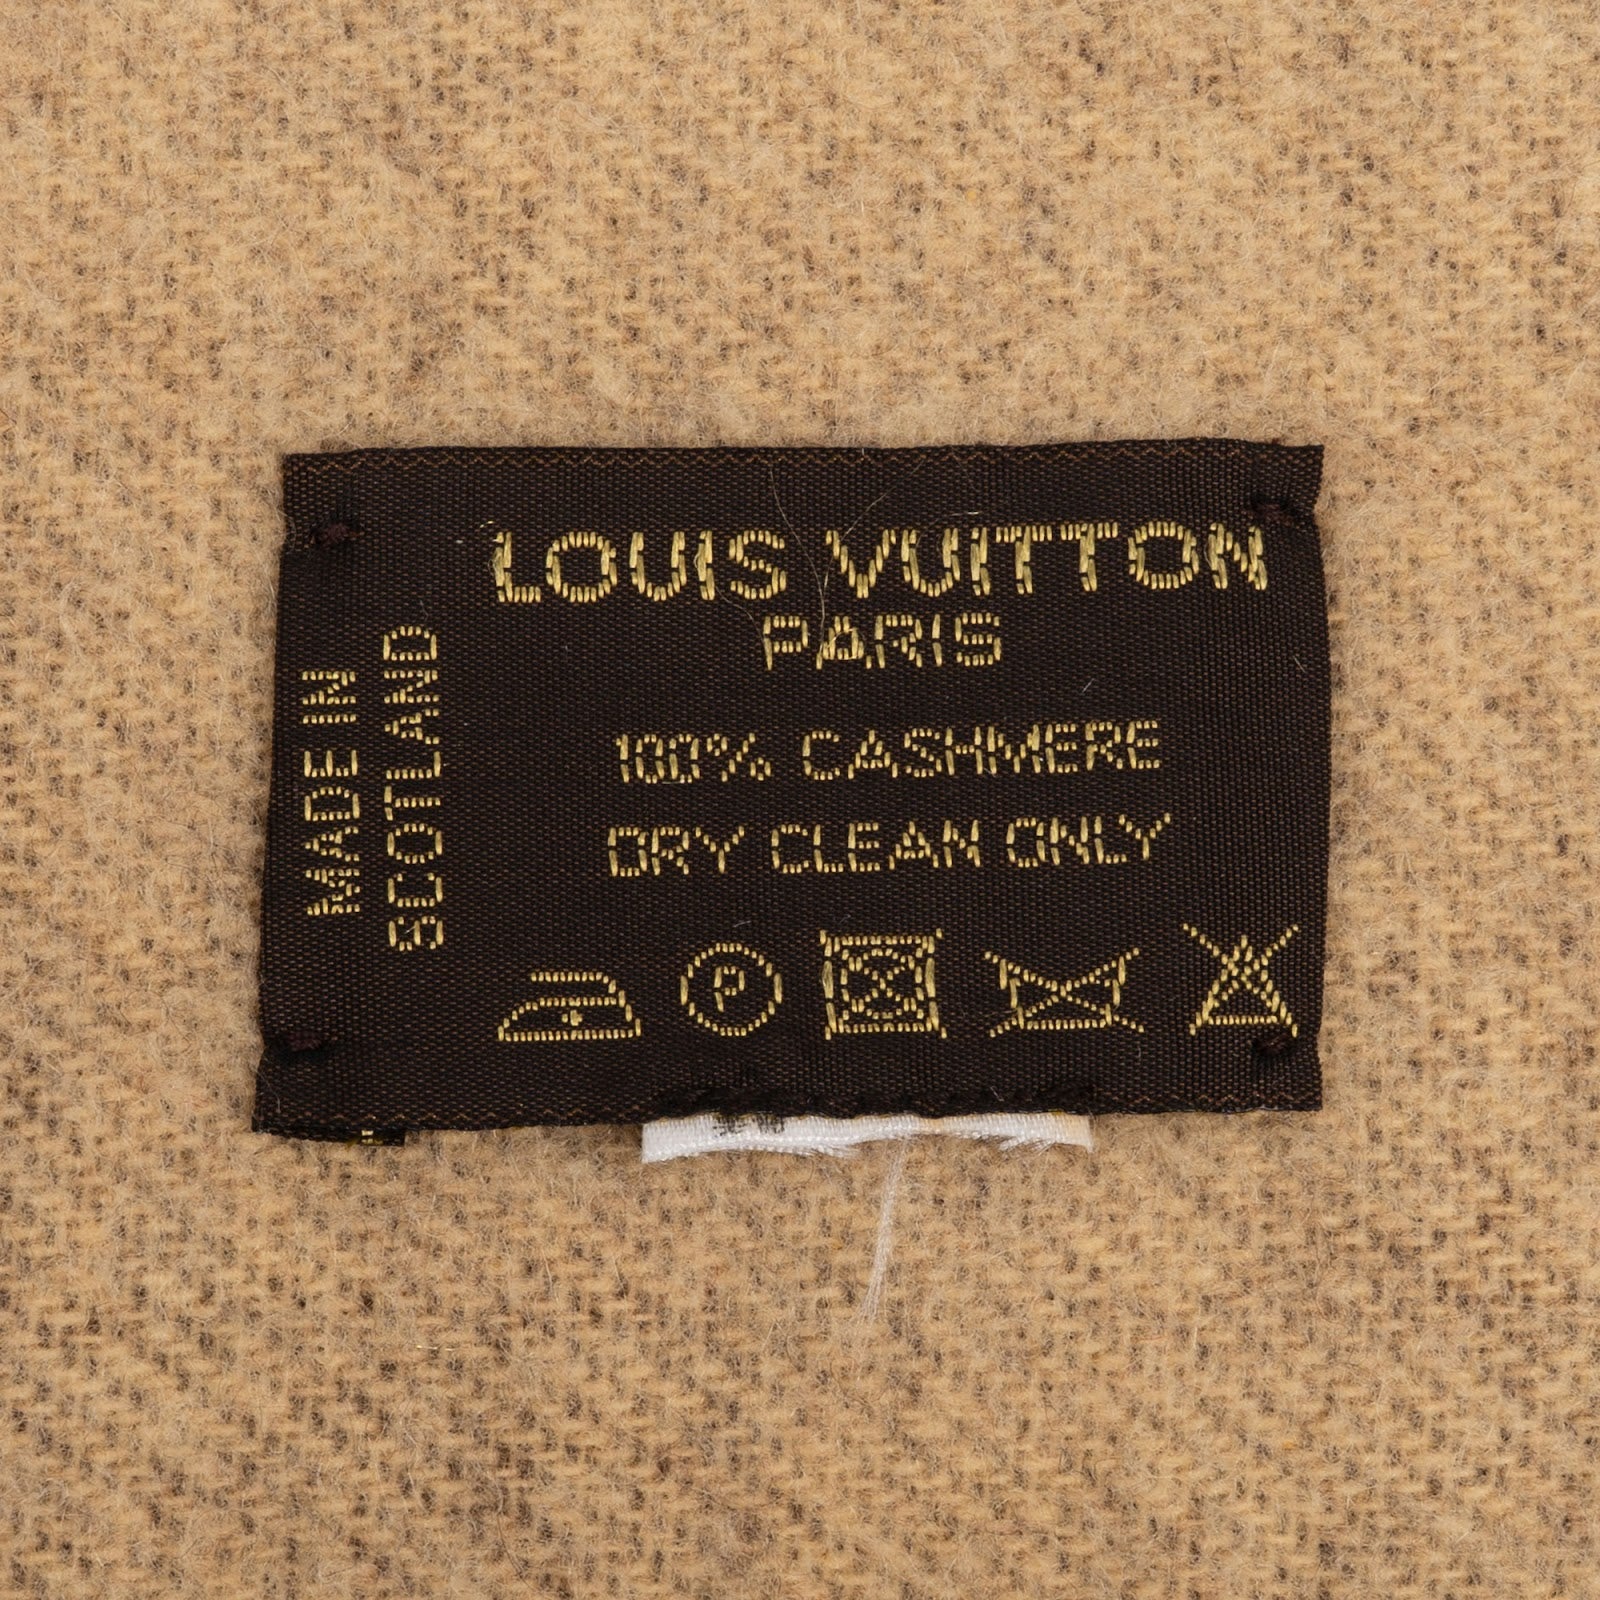 LOUIS VUITTON
PARIS
100% CASHMERE
DRY CLEAN ONLY
P
MADE IN
SCOTLAND